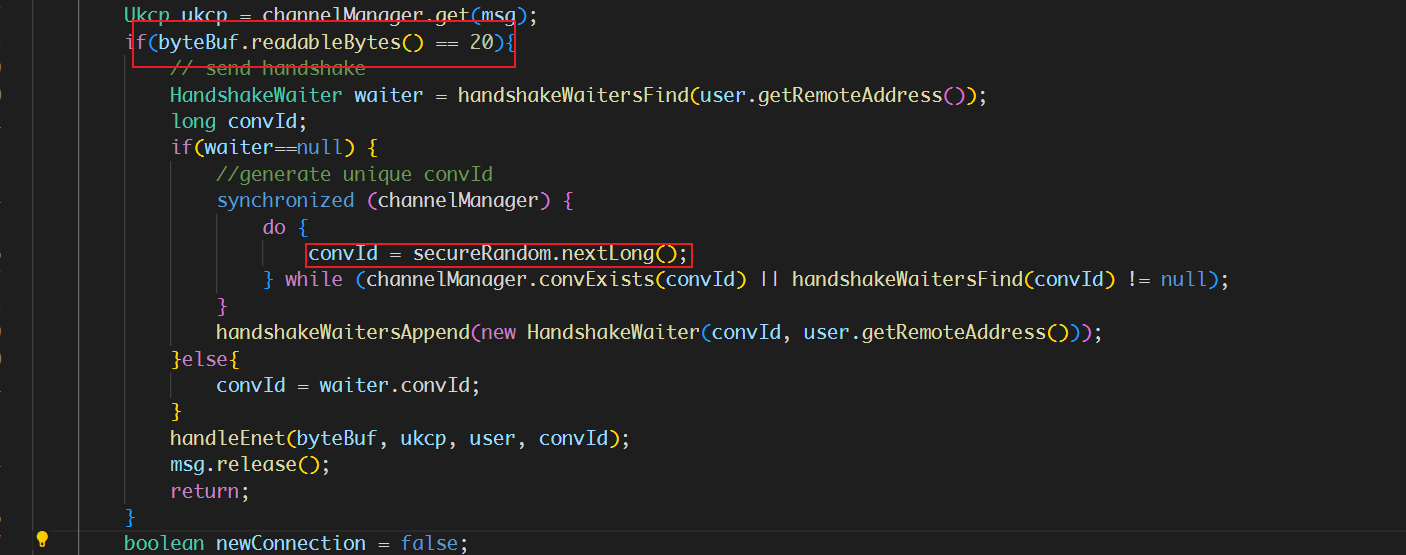 Ukcp ukcp = channelManager.get(msg);
if(byteBuf.readableBytes() == 20){
// send handshake
HandshakeWaiter waiter = handshakeWaitersFind(user.getRemoteAddress());
long convId;
if(waiter==null) {
//generate unique convId
synchronized (channelManager) {
do {
convId = secureRandom.nextLong();
} while (channelManager.convExists(convId) || handshakeWaitersFind(convId) != null);
}
handshakeWaitersAppend(new HandshakeWaiter(convId, user.getRemoteAddress()));
}else{
convId = waiter.convId;
}
handleEnet(byteBuf, ukcp, user, convId);
msg.release();
return;
}
boolean newConnection = false;